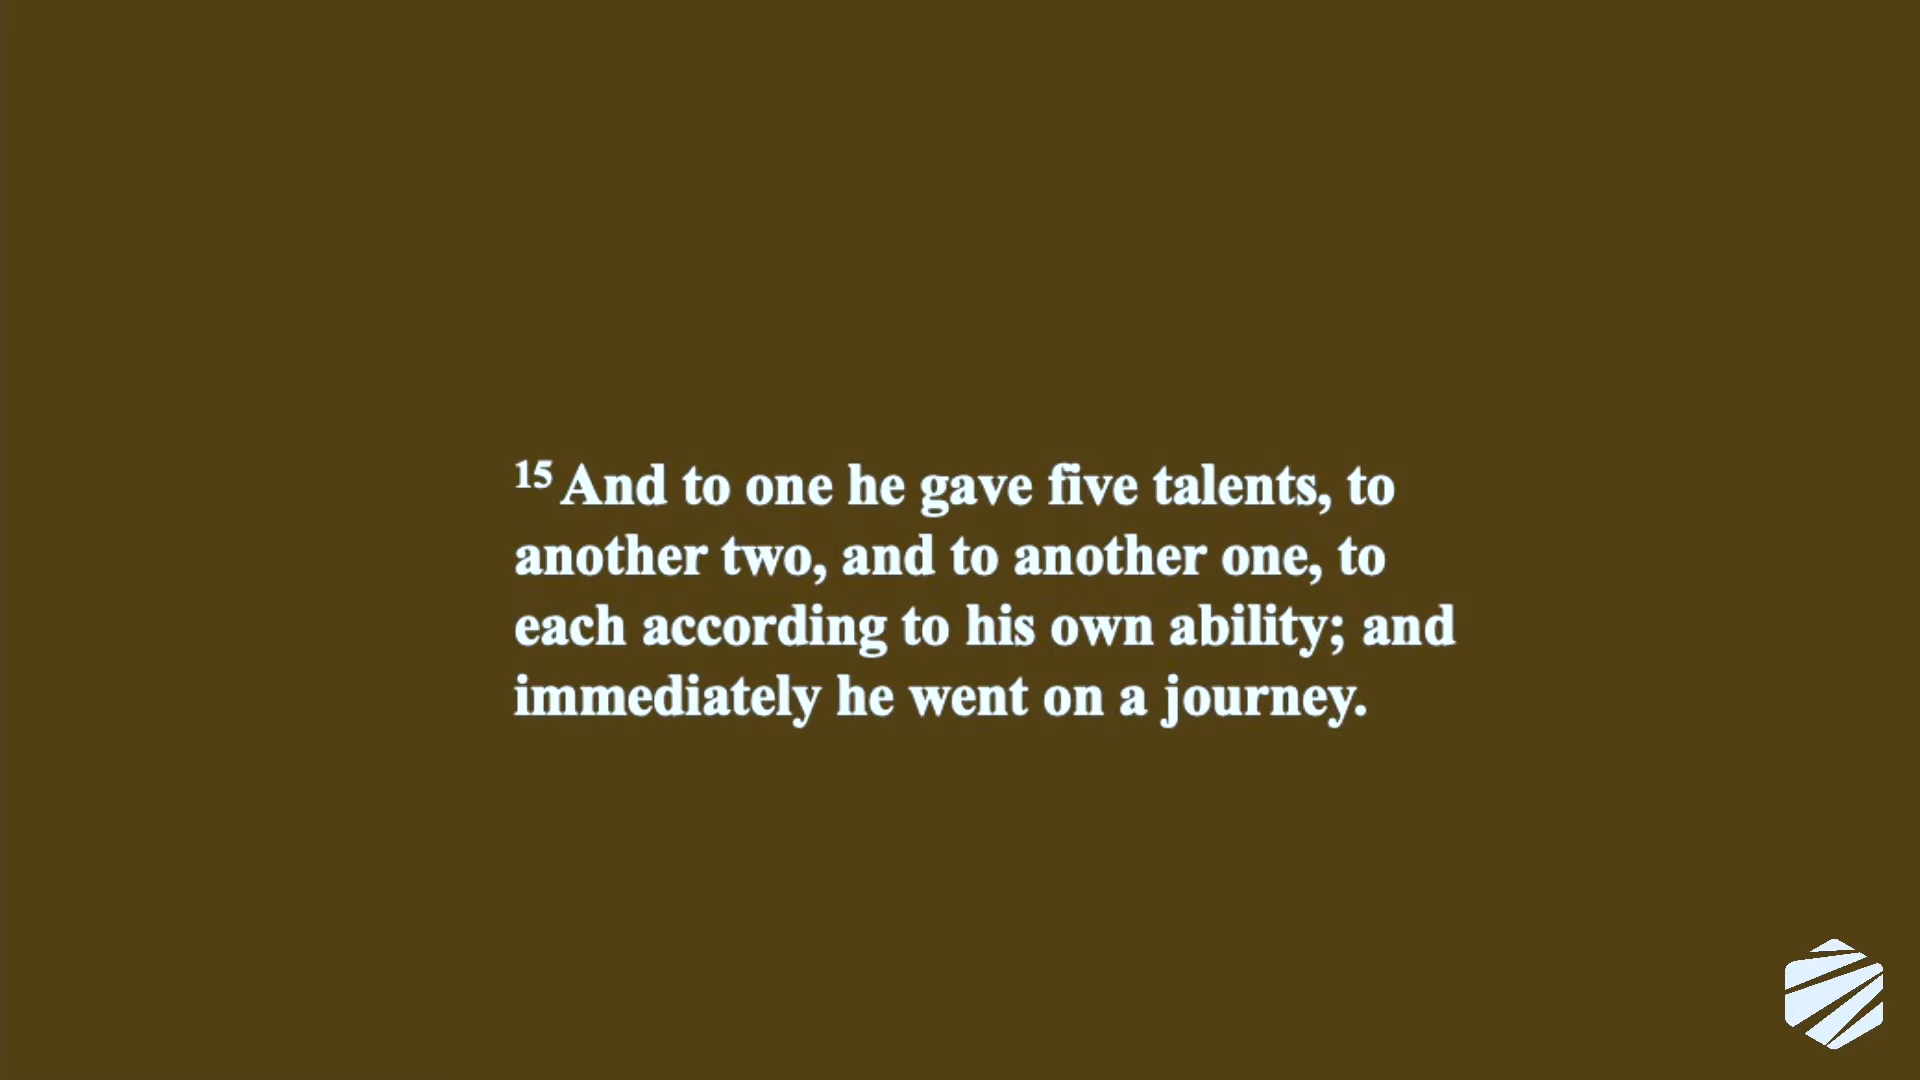 15 And to one he gave five talents, to
another two, and to another one, to
each according to his own ability; and
immediately he went on a journey.